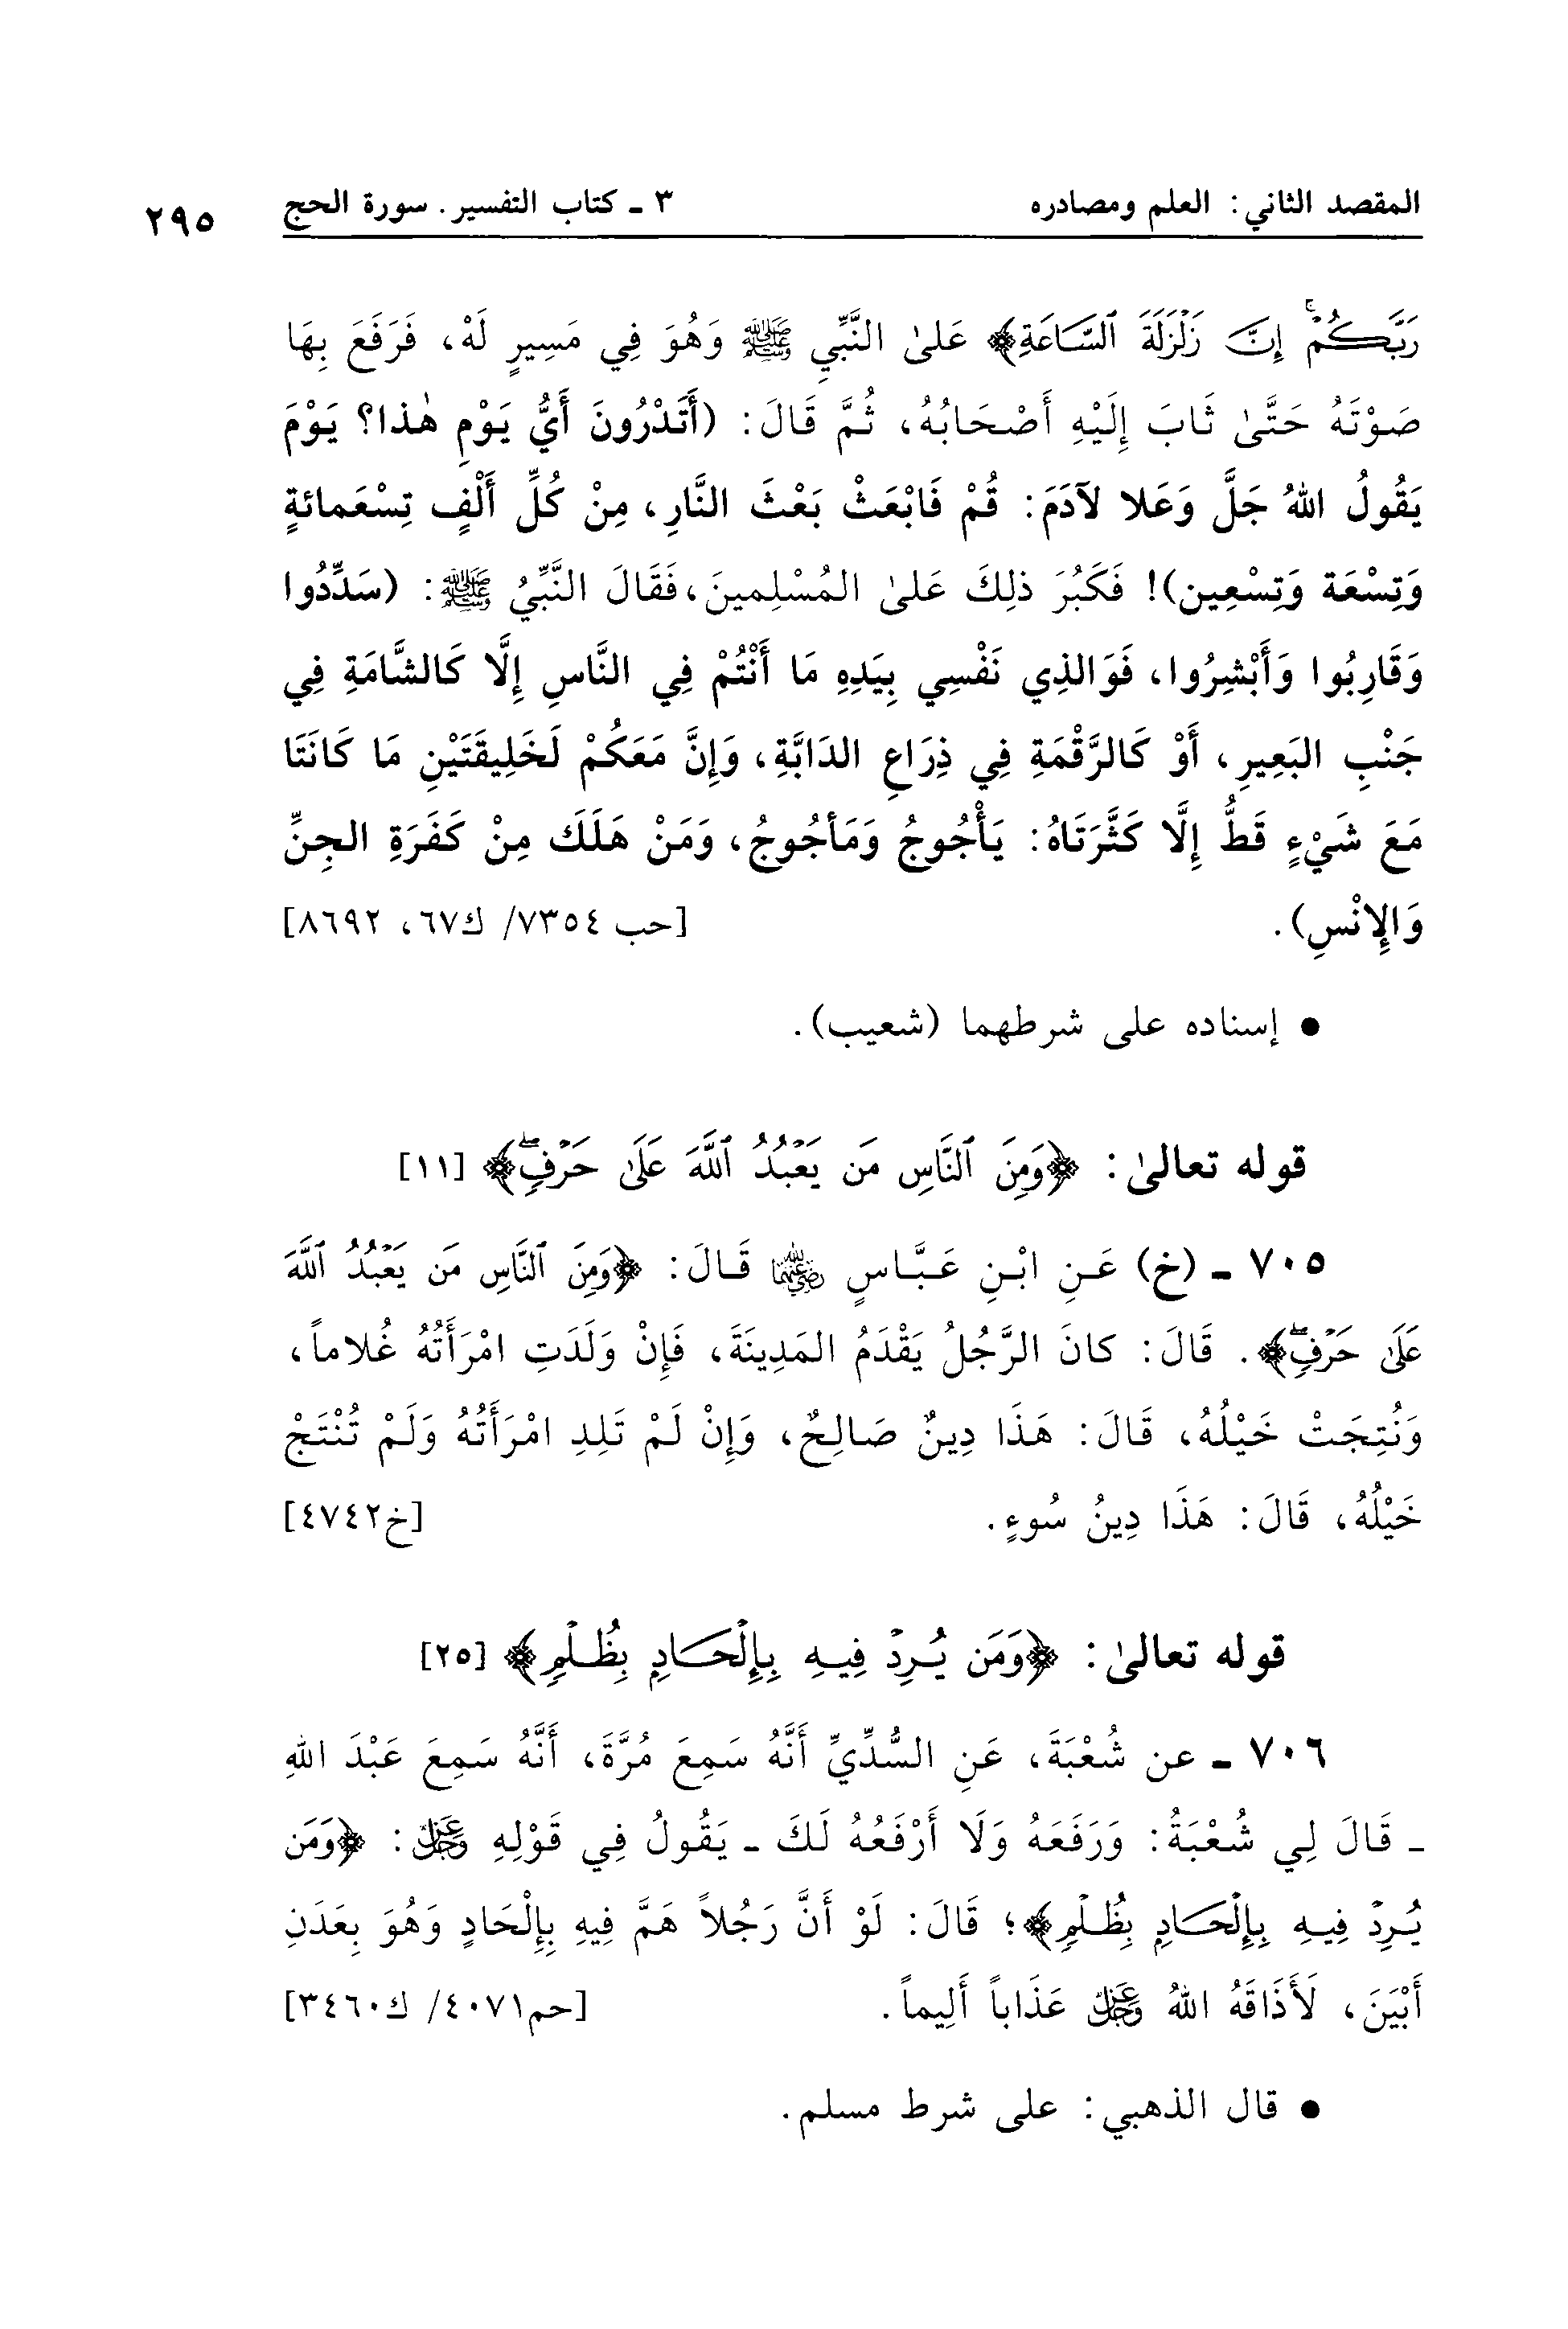 المقصد الثاني: العلم ومصادره ٣ ـ كتاب التفسير. سورة الحج ٢٩٥
رَبَّكُمْ ۚ إِنَّ زَلْزَلَةَ ٱلسَّاعَةِ﴾ عَلىٰ النَّبِيِّ ﷺ وَهُوَ فِي مَسِيرٍ لَهْ، فَرَفَعَ بِهَا
صَوْتَهُ حَتَّىٰ ثَابَ إِلَيْهِ أَصْحَابُهُ، ثُمَّ قَالَ: (أَتَدْرُونَ أَيُّ يَوْمٍ هٰذا؟ يَوْمَ
يَقُولُ اللهُ جَلَّ وَعَلا لآدَمَ: قُمْ فَابْعَثْ بَعْثَ النَّارِ، مِنْ كُلِّ أَلْفٍ تِسْعَمائةٍ
وَتِسْعَة وَتِسْعِين)! فَكَبُرَ ذلِكَ عَلىٰ المُسْلِمينَ، فَقَالَ النَّبِيُّ ﷺ: (سَدِّدُوا
وَقَارِبُوا وَأَبْشِرُوا، فَوَالذِي نَفْسِي بِيَدِهِ مَا أَنْتُمْ فِي النَّاسِ إِلَّا كَالشَّامَةِ فِي
جَنْبِ البَعِيرِ، أَوْ كَالرَّقْمَةِ فِي ذِرَاعِ الدَابَّةِ، وَإِنَّ مَعَكُمْ لَخَلِيقَتَيْنِ مَا كَانَتَا
مَعَ شَيْءٍ قَطُّ إِلَّا كَثَّرَتَاهُ: يَأْجُوجُ وَمَأجُوجُ، وَمَنْ هَلَكَ مِنْ كَفَرَةِ الجِنِّ
وَالإِنْسِ). [حب ٧٣٥٤/ ك٦٧، ٨٦٩٢]
● إسناده على شرطهما (شعيب).
قوله تعالىٰ: ﴿وَمِنَ ٱلنَّاسِ مَن يَعْبُدُ ٱللَّهَ عَلَىٰ حَرْفٍۖ﴾ [١١]
٧٠٥ ـ (خ) عَنِ ابْنِ عَبَّاسٍ ﵄ قَالَ: ﴿وَمِنَ ٱلنَّاسِ مَن يَعْبُدُ ٱللَّهَ
عَلَىٰ حَرْفٍۖ﴾. قَالَ: كانَ الرَّجُلُ يَقْدَمُ المَدِينَةَ، فَإِنْ وَلَدَتِ امْرَأَتُهُ غُلاماً،
وَنُتِجَتْ خَيْلُهُ، قَالَ: هَذَا دِينٌ صَالِحٌ، وَإِنْ لَمْ تَلِدِ امْرَأَتُهُ وَلَمْ تُنْتَجْ
خَيْلُهُ، قَالَ: هَذَا دِينُ سُوءٍ. [خ٤٧٤٢]
قوله تعالىٰ: ﴿وَمَن يُرِدْ فِيهِ بِإِلْحَادٍ بِظُلْمٍ﴾ [٢٥]
٧٠٦ ـ عن شُعْبَةَ، عَنِ السُّدِّيِّ أَنَّهُ سَمِعَ مُرَّةَ، أَنَّهُ سَمِعَ عَبْدَ اللهِ
ـ قَالَ لِي شُعْبَةُ: وَرَفَعَهُ وَلَا أَرْفَعُهُ لَكَ ـ يَقُولُ فِي قَوْلِهِ ﷿: ﴿وَمَن
يُرِدْ فِيهِ بِإِلْحَادٍ بِظُلْمٍ﴾؛ قَالَ: لَوْ أَنَّ رَجُلاً هَمَّ فِيهِ بِإِلْحَادٍ وَهُوَ بِعَدَنِ
أَبْيَنَ، لَأَذَاقَهُ اللهُ ﷿ عَذَاباً أَلِيماً. [حم٤٠٧١/ ك٣٤٦٠]
● قال الذهبي: على شرط مسلم.